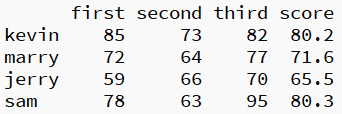 first second third score
kevin 85 73 82 80.2
marry 72 64 77 71.6
jerry 59 66 70 65.5
sam 78 63 95 80.3